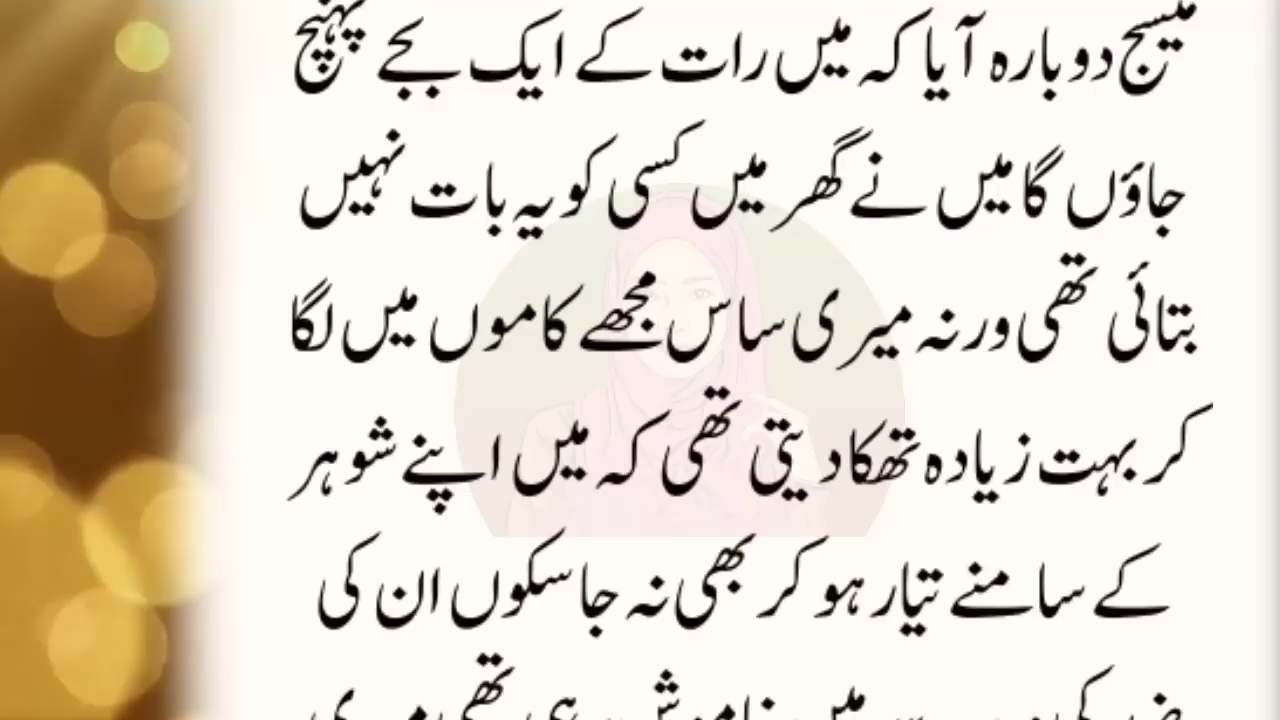 میسج دوبارہ آیا کہ میں رات کے ایک بجے پہنچ
جاؤں گا میں نے گھر میں کسی کو یہ بات نہیں
بتائی تھی ورنہ میری ساس مجھے کاموں میں لگا
کر بہت زیادہ تھکا دیتی تھی کہ میں اپنے شوہر
کے سامنے تیار ہو کر بھی نہ جا سکوں ان کی